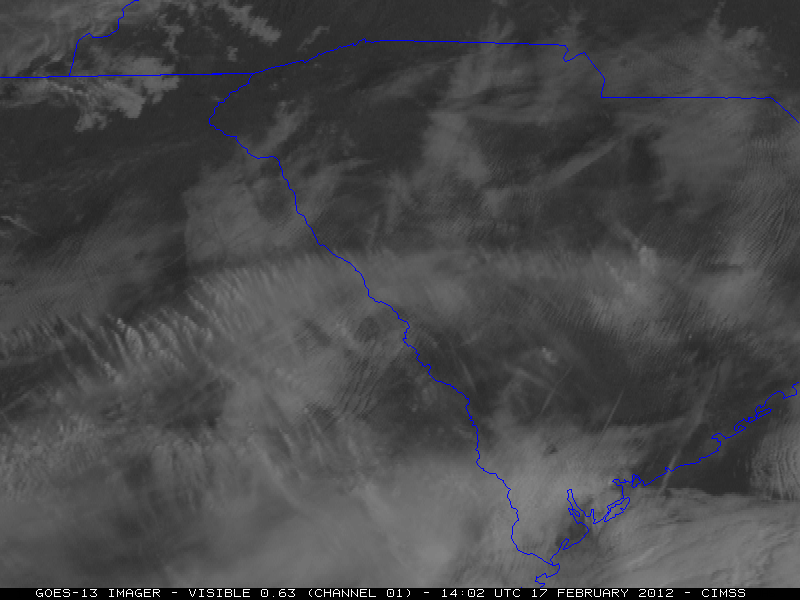 GOES-13 IMAGER - VISIBLE 0.63 (CHANNEL 01) - 14:02 UTC 17 FEBRUARY 2012 - CIMSS